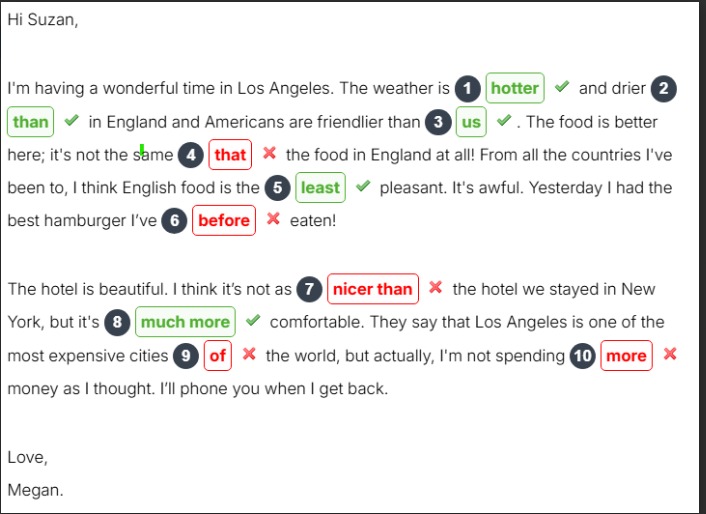 Hi Suzan,
I'm having a wonderful time in Los Angeles. The weather is 1 hotter ✔ and drier 2
than ✔ in England and Americans are friendlier than 3 us ✔ . The food is better
here; it's not the same 4 that ✖ the food in England at all! From all the countries I've
been to, I think English food is the 5 least ✔ pleasant. It's awful. Yesterday I had the
best hamburger I’ve 6 before ✖ eaten!
The hotel is beautiful. I think it’s not as 7 nicer than ✖ the hotel we stayed in New
York, but it's 8 much more ✔ comfortable. They say that Los Angeles is one of the
most expensive cities 9 of ✖ the world, but actually, I'm not spending 10 more ✖
money as I thought. I’ll phone you when I get back.
Love,
Megan.